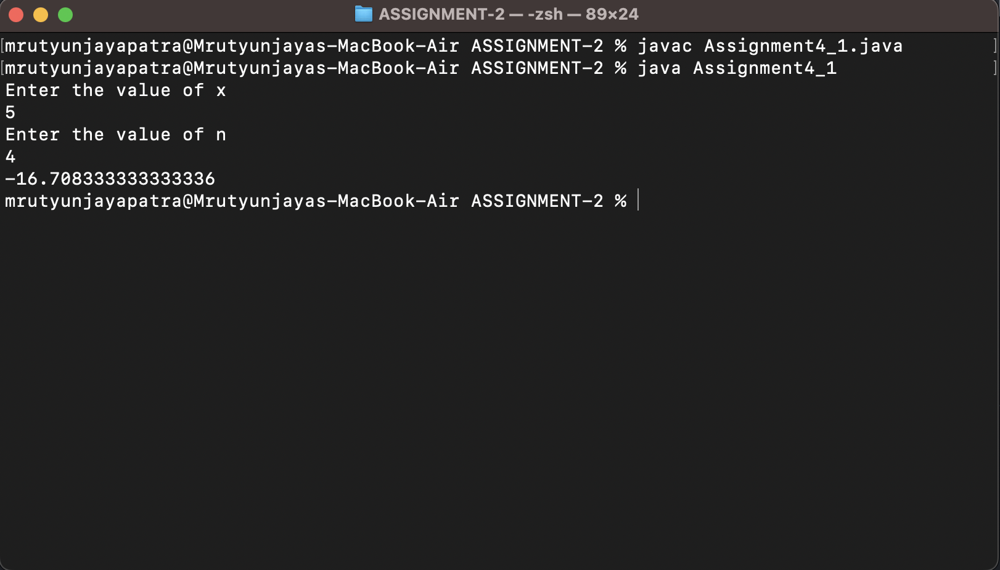 ASSIGNMENT-2 — -zsh — 89×24
[mrutyunjayapatra@Mrutyunjayas-MacBook-Air ASSIGNMENT-2 % javac Assignment4_1.java ]
[mrutyunjayapatra@Mrutyunjayas-MacBook-Air ASSIGNMENT-2 % java Assignment4_1 ]
Enter the value of x
5
Enter the value of n
4
-16.708333333333336
mrutyunjayapatra@Mrutyunjayas-MacBook-Air ASSIGNMENT-2 %